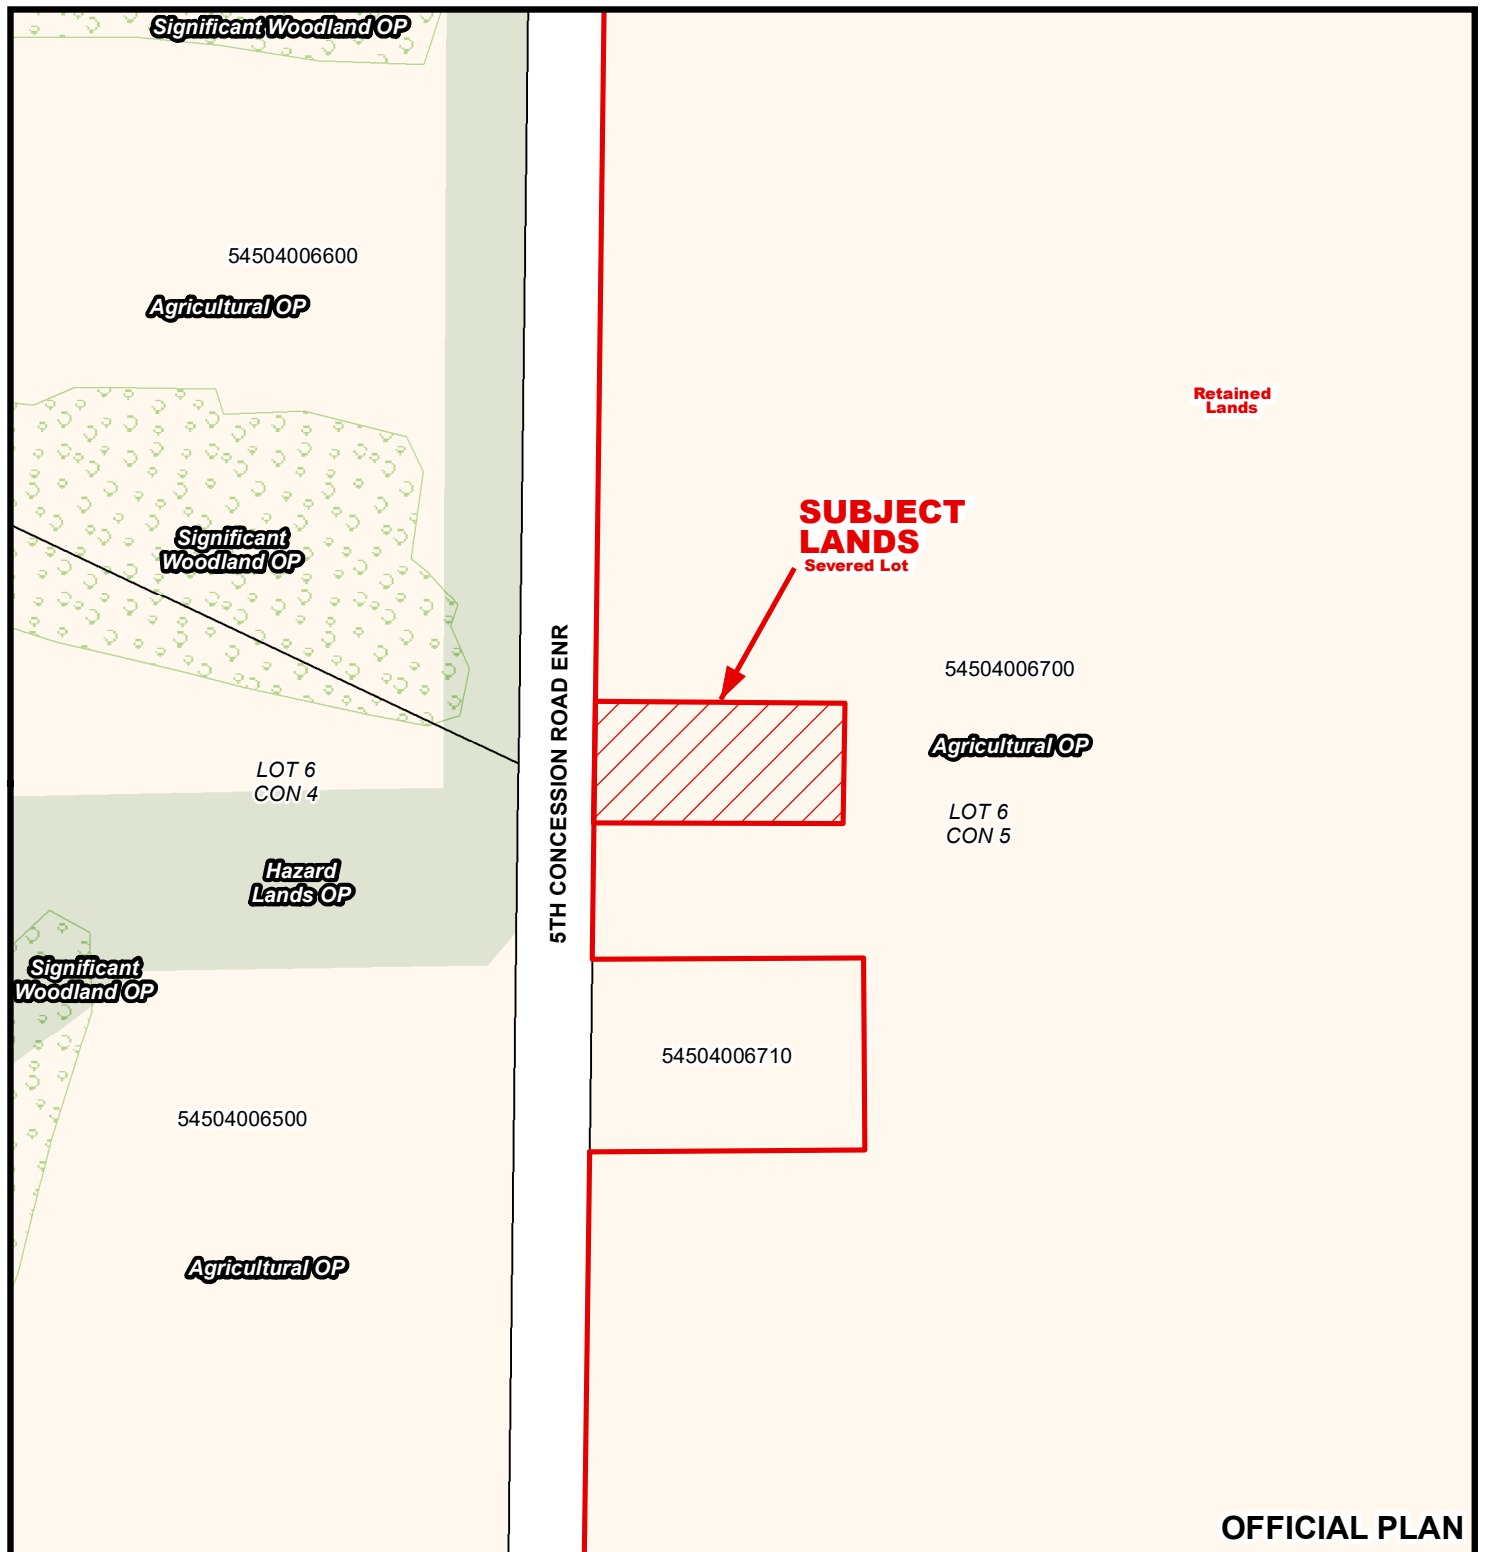 Significant Woodland OP
54504006600
Agricultural OP
Retained
Lands
SUBJECT
LANDS
Severed Lot
Significant
Woodland OP
5TH CONCESSION ROAD ENR
54504006700
Agricultural OP
LOT 6
CON 4
LOT 6
CON 5
Hazard
Lands OP
Significant
Woodland OP
54504006710
54504006500
Agricultural OP
OFFICIAL PLAN